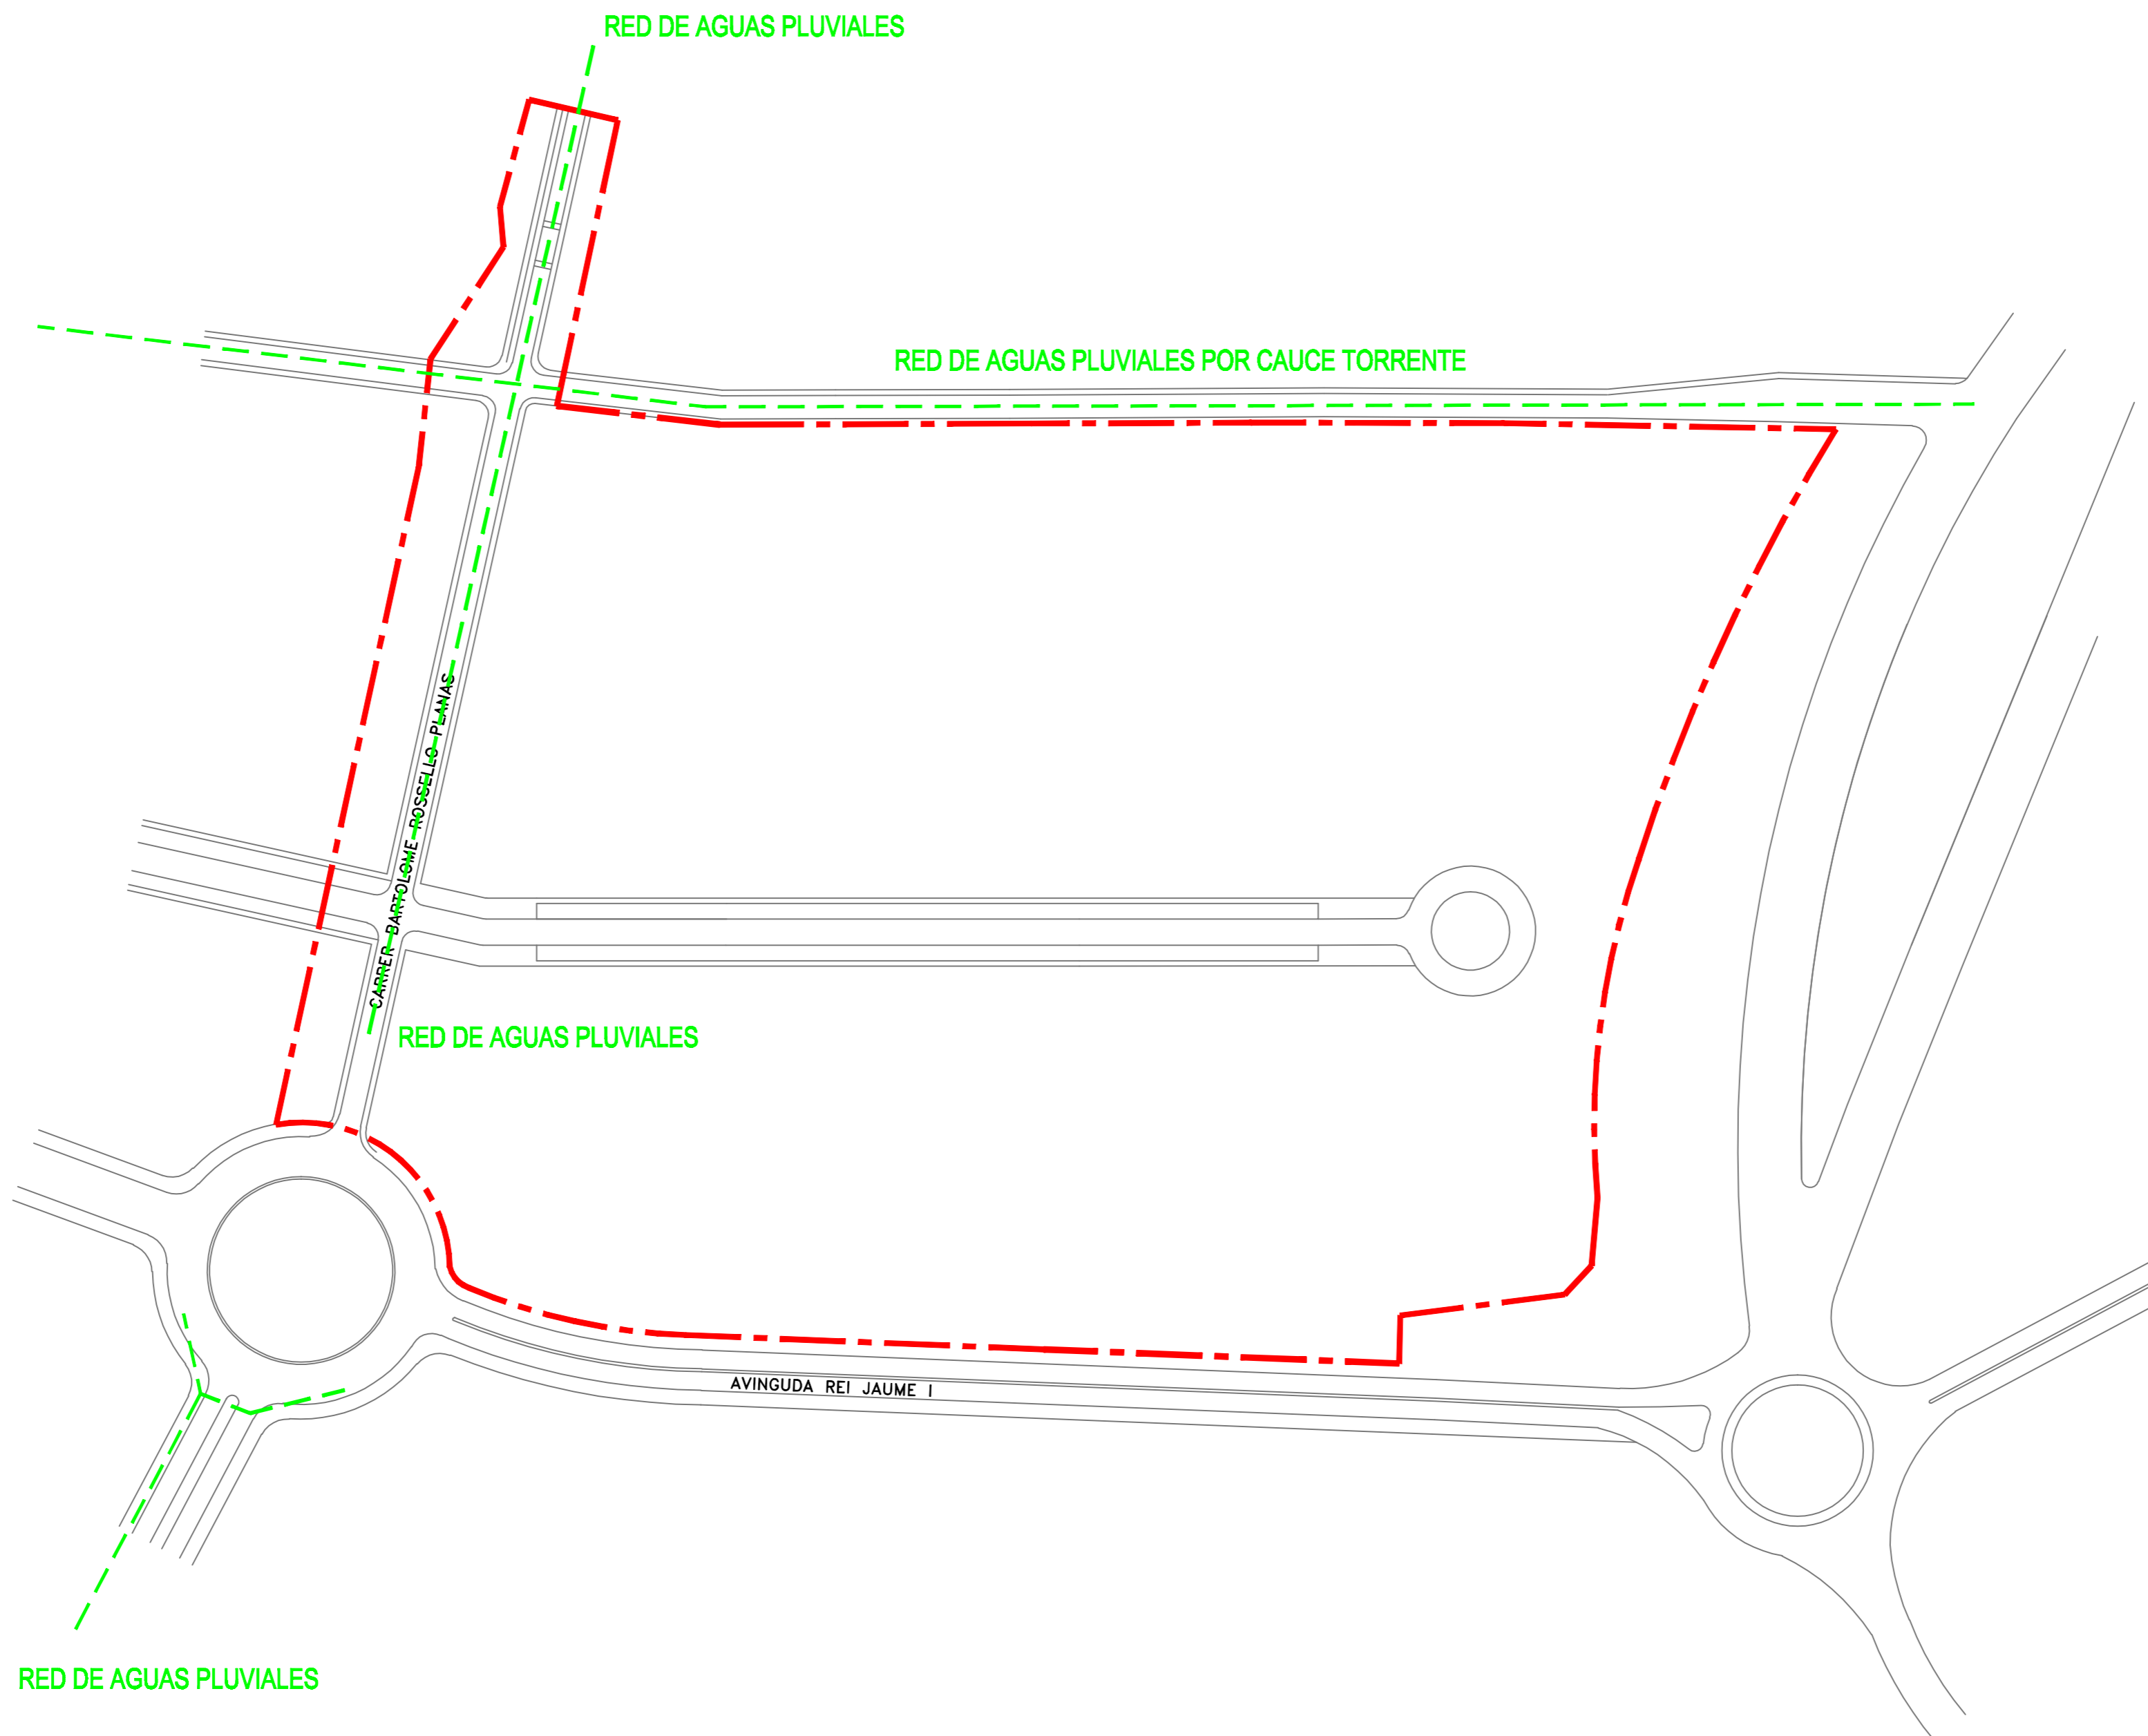 RED DE AGUAS PLUVIALES
RED DE AGUAS PLUVIALES POR CAUCE TORRENTE
CARRER BARTOLOME ROSSELLO PLANAS
RED DE AGUAS PLUVIALES
AVINGUDA REI JAUME I
RED DE AGUAS PLUVIALES